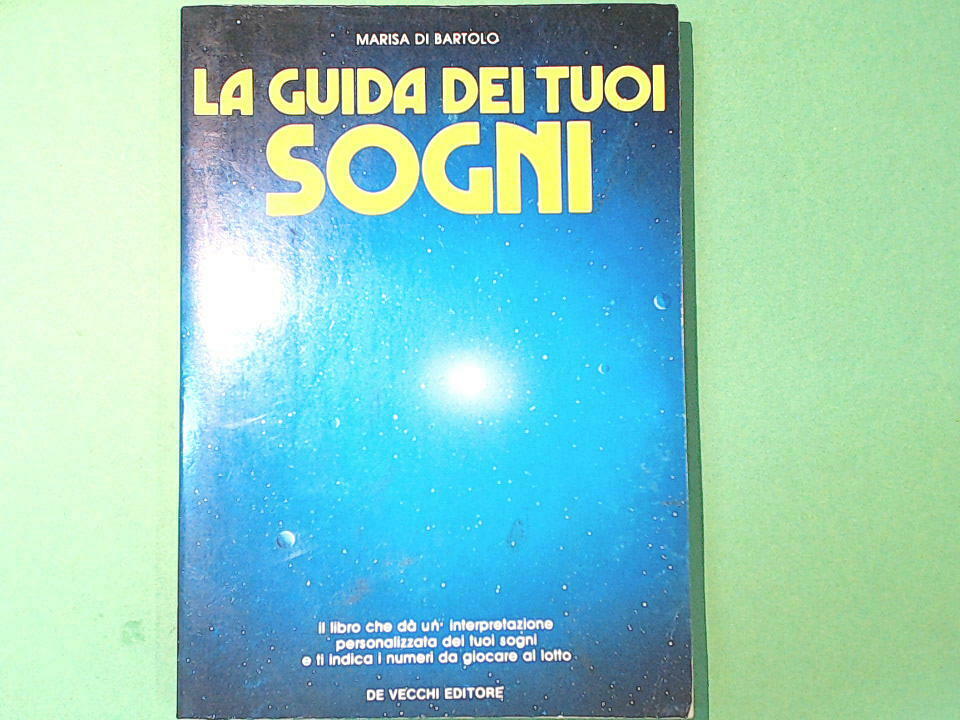 MARISA DI BARTOLO
LA GUIDA DEI TUOI
SOGNI
il libro che dà un' interpretazione
personalizzata dei tuoi sogni
e ti indica i numeri da giocare al lotto
DE VECCHI EDITORE